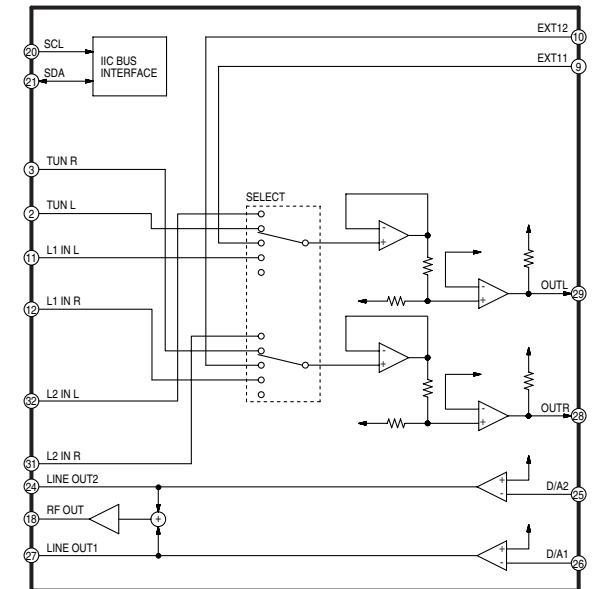 EXT12
10
20 SCL
IIC BUS
INTERFACE
EXT11
9
21 SDA
3 TUN R
SELECT
2 TUN L
-
+
11 L1 IN L
-
+
OUTL 29
12 L1 IN R
-
+
32 L2 IN L
-
+
OUTR 28
31 L2 IN R
24 LINE OUT2
+
-
D/A2 25
18 RF OUT
+
27 LINE OUT1
+
-
D/A1 26